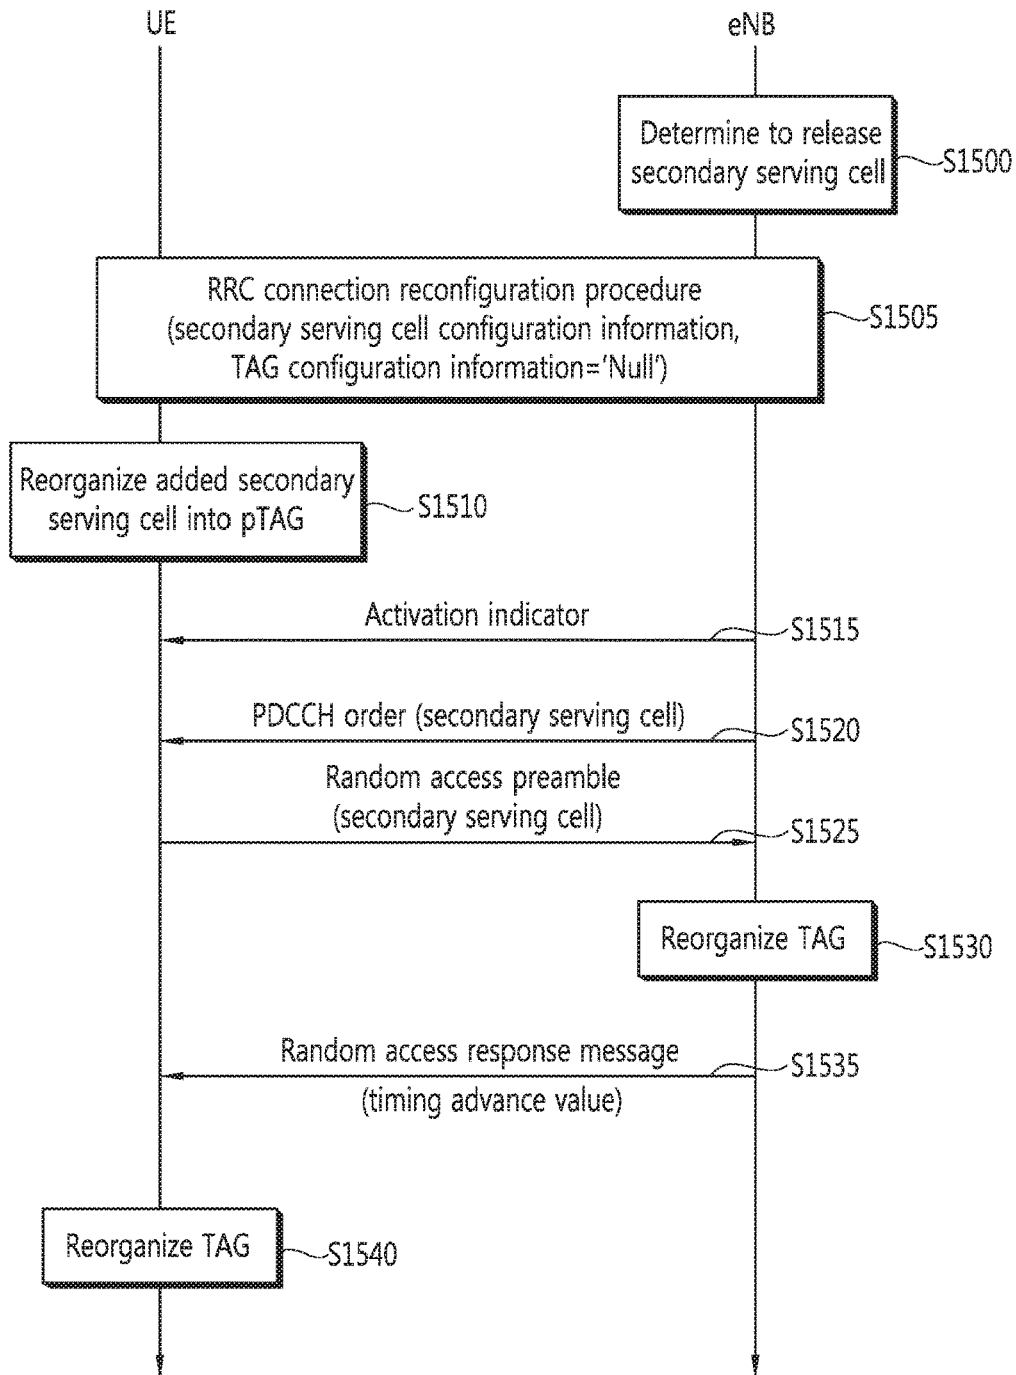 UE
eNB
Determine to release
secondary serving cell
S1500
RRC connection reconfiguration procedure
(secondary serving cell configuration information,
TAG configuration information='Null')
S1505
Reorganize added secondary
serving cell into pTAG
S1510
Activation indicator
S1515
PDCCH order (secondary serving cell)
S1520
Random access preamble
(secondary serving cell)
S1525
Reorganize TAG
S1530
Random access response message
(timing advance value)
S1535
Reorganize TAG
S1540